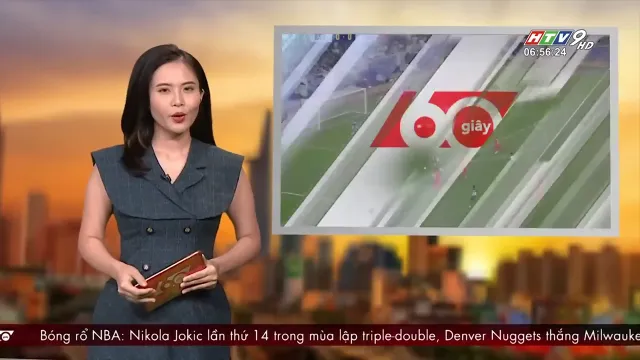 HTV9 HD
06:56:24
60 giây
60 Bóng rổ NBA: Nikola Jokic lần thứ 14 trong mùa lập triple-double, Denver Nuggets thắng Milwauke